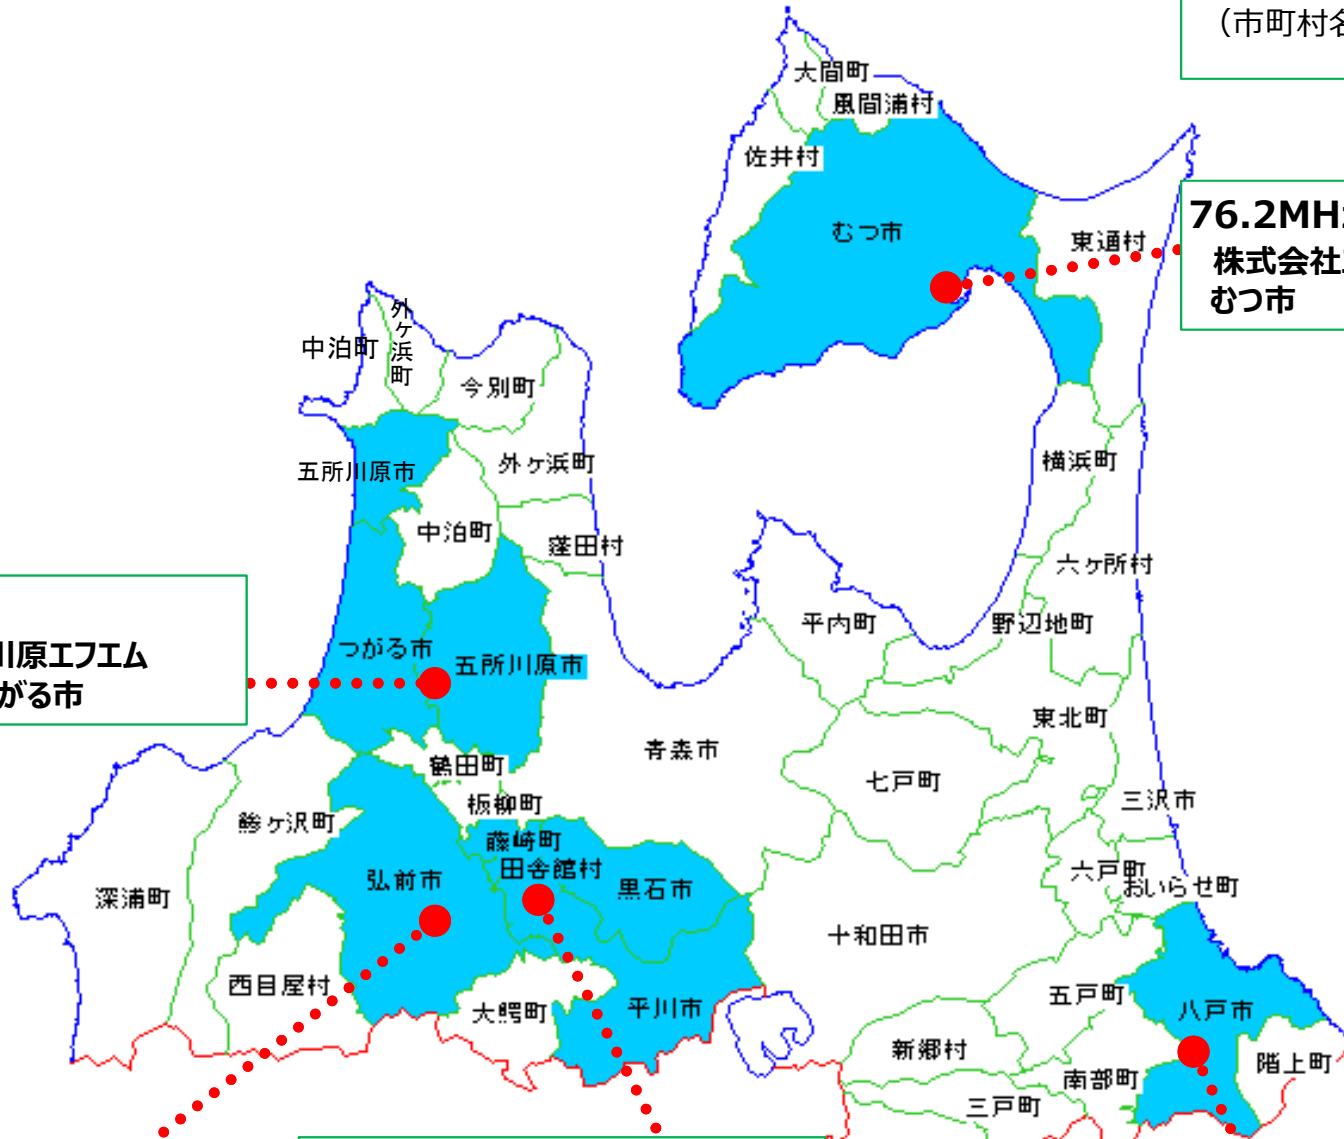 （市町村名
大間町
風間浦村
佐井村
むつ市
東通村
76.2MHz
株式会社
むつ市
外ヶ浜町
中泊町
今別町
五所川原市
外ヶ浜町
横浜町
中泊町
蓬田村
六ヶ所村
平内町
野辺地町
川原エフエム
がる市
つがる市
五所川原市
東北町
青森市
鶴田町
七戸町
板柳町
三沢市
鰺ヶ沢町
藤崎町
田舎館村
六戸町
おいらせ町
弘前市
黒石市
深浦町
十和田市
西目屋村
五戸町
大鰐町
平川市
八戸市
新郷村
階上町
南部町
三戸町